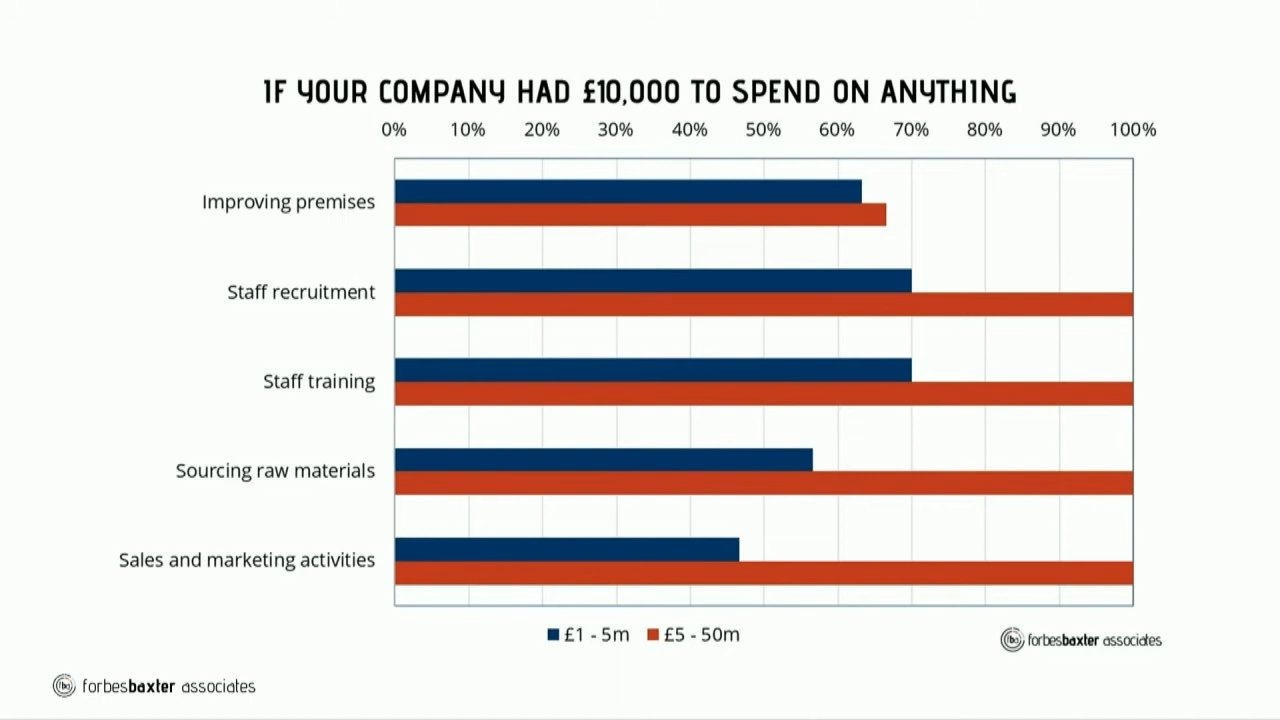 IF YOUR COMPANY HAD £10,000 TO SPEND ON ANYTHING
0% 10% 20% 30% 40% 50% 60% 70% 80% 90% 100%
Improving premises
Staff recruitment
Staff training
Sourcing raw materials
Sales and marketing activities
£1 - 5m £5 - 50m
fba forbesbaxter associates
fba forbesbaxter associates